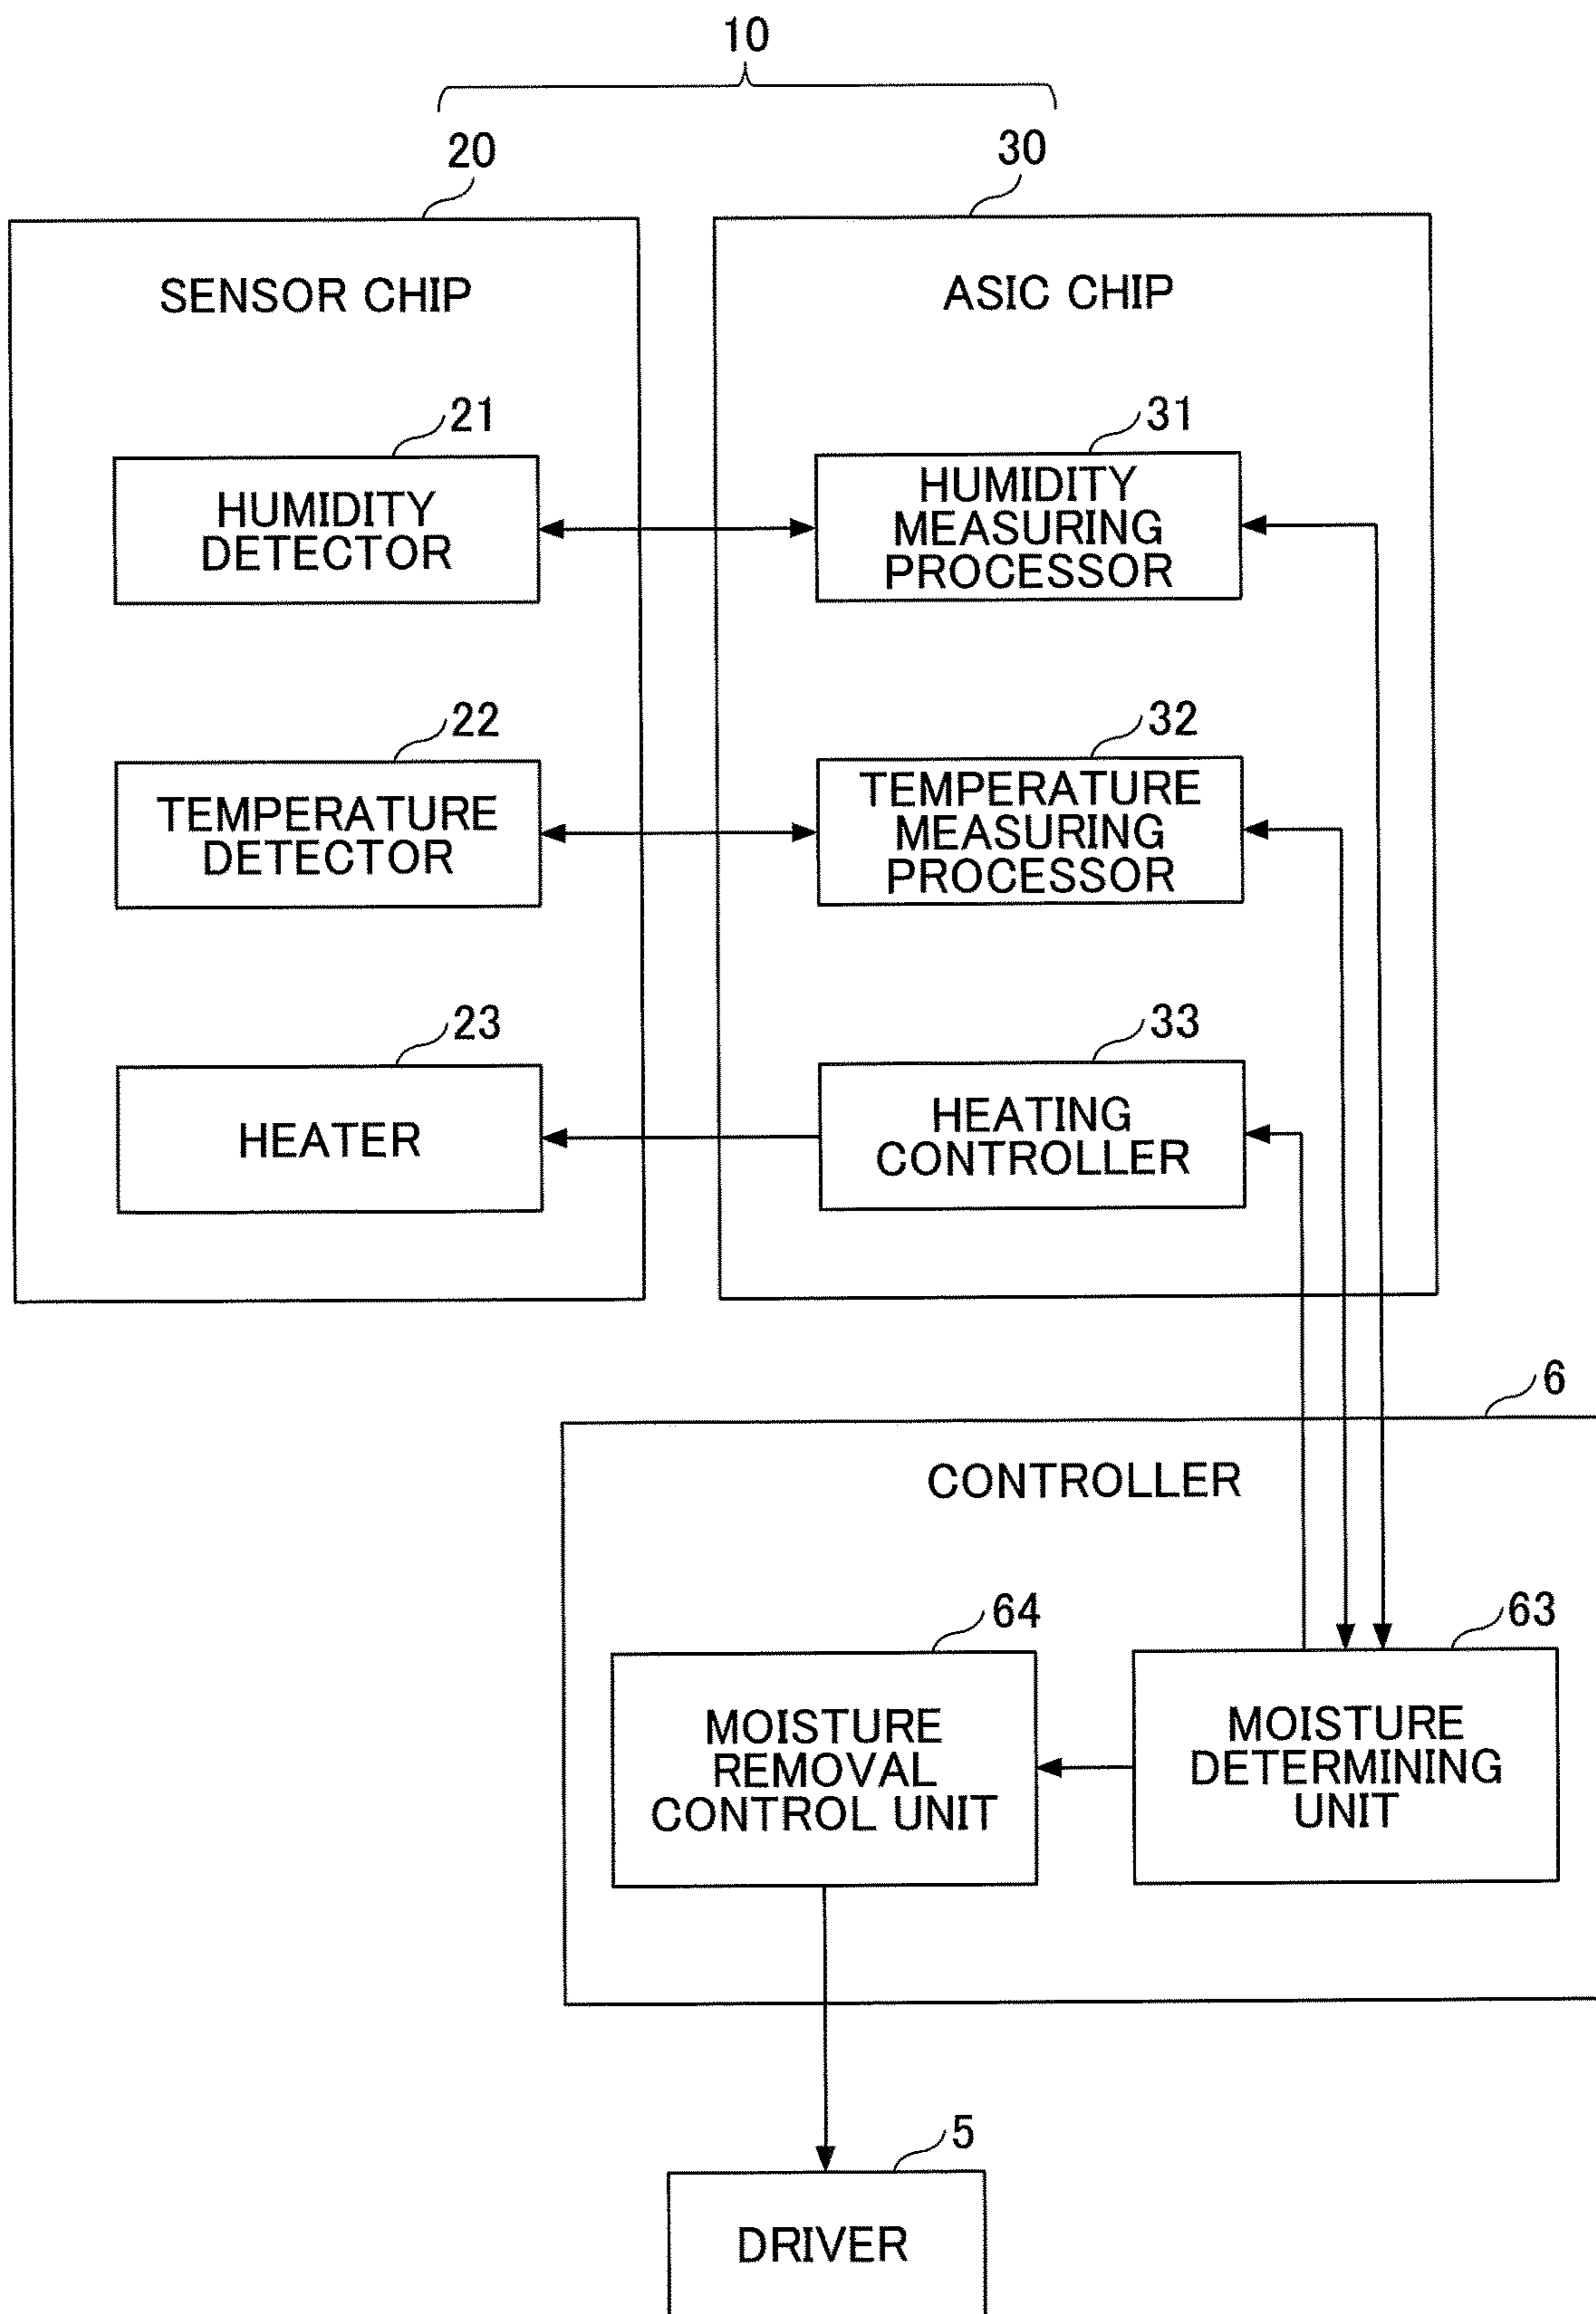 10
20
30
SENSOR CHIP
ASIC CHIP
21
HUMIDITY
DETECTOR
31
HUMIDITY
MEASURING
PROCESSOR
22
TEMPERATURE
DETECTOR
32
TEMPERATURE
MEASURING
PROCESSOR
23
HEATER
33
HEATING
CONTROLLER
6
CONTROLLER
64
MOISTURE
REMOVAL
CONTROL UNIT
63
MOISTURE
DETERMINING
UNIT
5
DRIVER